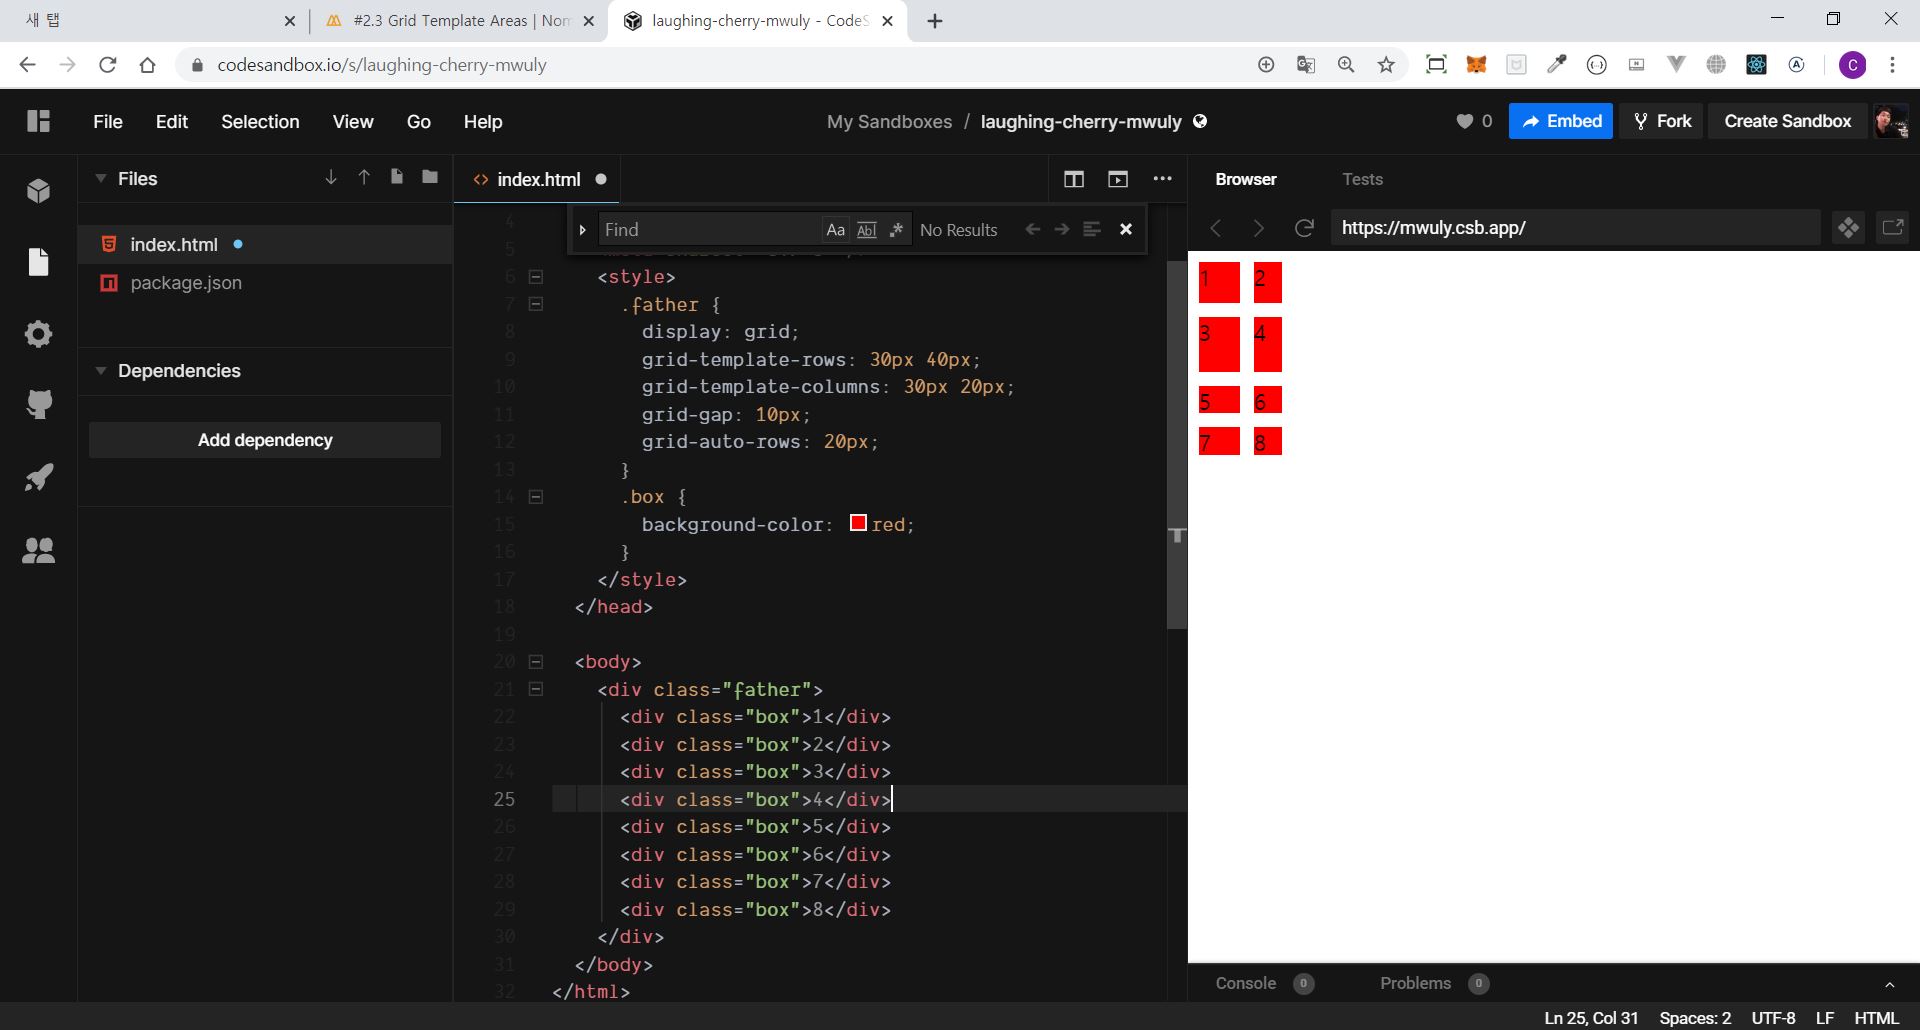 새 탭
#2.3 Grid Template Areas | Nom
laughing-cherry-mwuly - CodeS
codesandbox.io/s/laughing-cherry-mwuly
C
File Edit Selection View Go Help
My Sandboxes / laughing-cherry-mwuly
0
Embed
Fork
Create Sandbox
Files
index.html
package.json
Dependencies
Add dependency
index.html
Find
Aa Abl .*
No Results
4
5
6 <style>
7 .father {
8 display: grid;
9 grid-template-rows: 30px 40px;
10 grid-template-columns: 30px 20px;
11 grid-gap: 10px;
12 grid-auto-rows: 20px;
13 }
14 .box {
15 background-color: red;
16 }
17 </style>
18 </head>
19
20 <body>
21 <div class="father">
22 <div class="box">1</div>
23 <div class="box">2</div>
24 <div class="box">3</div>
25 <div class="box">4</div>
26 <div class="box">5</div>
27 <div class="box">6</div>
28 <div class="box">7</div>
29 <div class="box">8</div>
30 </div>
31 </body>
32 </html>
Browser Tests
https://mwuly.csb.app/
1 2
3 4
5 6
7 8
Console 0 Problems 0
Ln 25, Col 31 Spaces: 2 UTF-8 LF HTML